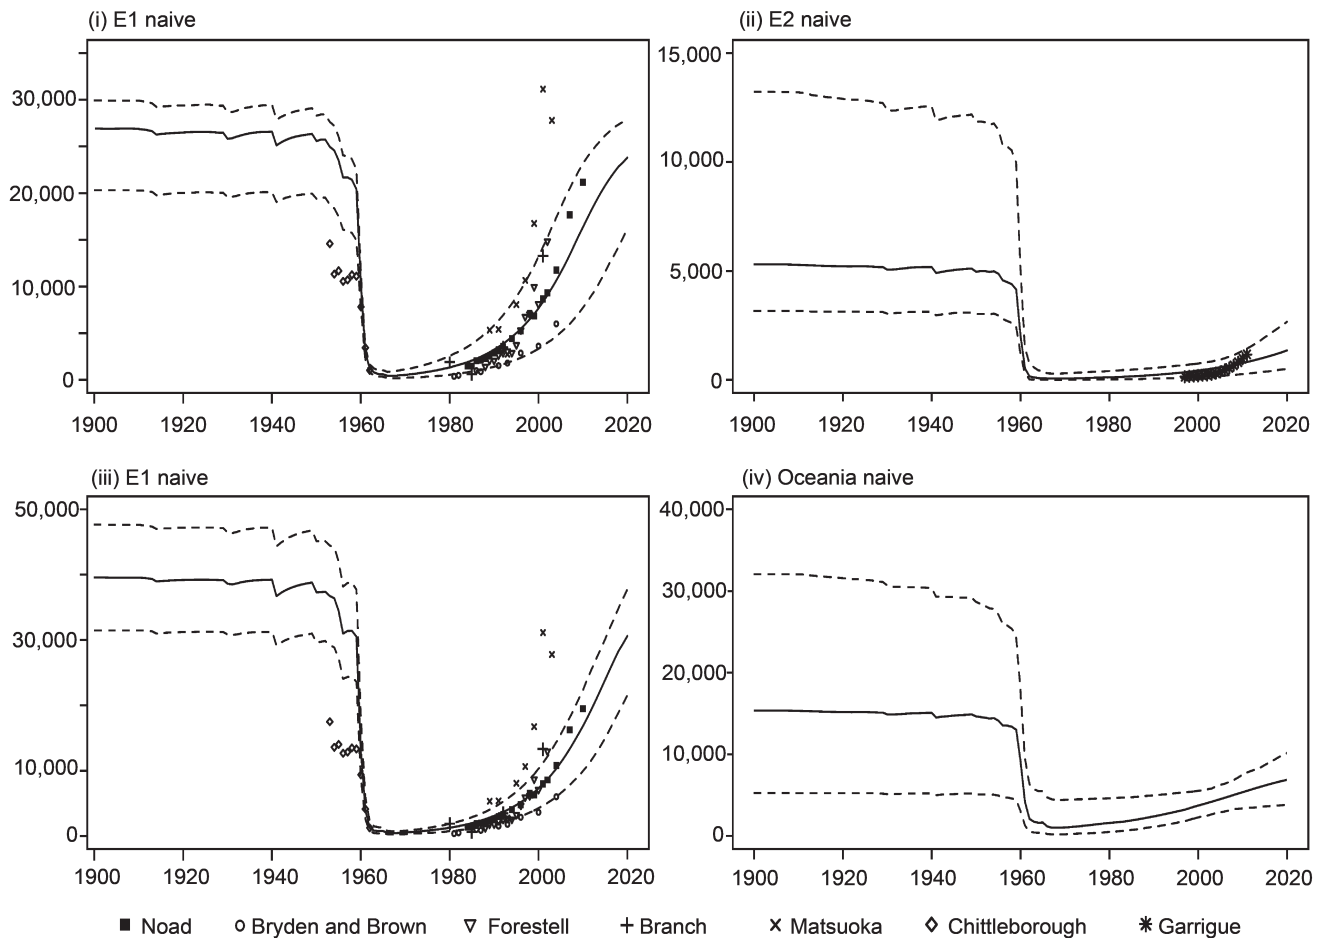 (i) E1 naive
30,000
20,000
10,000
0
1900 1920 1940 1960 1980 2000 2020
(ii) E2 naive
15,000
10,000
5,000
0
1900 1920 1940 1960 1980 2000 2020
(iii) E1 naive
50,000
30,000
10,000
0
1900 1920 1940 1960 1980 2000 2020
(iv) Oceania naive
40,000
30,000
20,000
10,000
0
1900 1920 1940 1960 1980 2000 2020
Noad Bryden and Brown Forestell Branch Matsuoka Chittleborough Garrigue